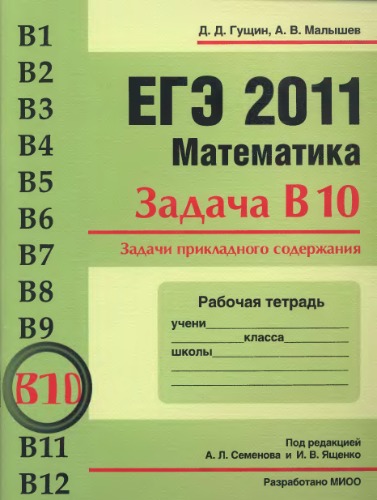 Д. Д. Гущин, А. В. Малышев
В1
В2
В3
В4
В5
В6
В7
В8
В9
В10
В11
В12
ЕГЭ 2011
Математика
Задача В 10
Задачи прикладного содержания
Рабочая тетрадь
учени
класса
школы
Под редакцией
А. Л. Семенова и И. В. Ященко
Разработано МИОО